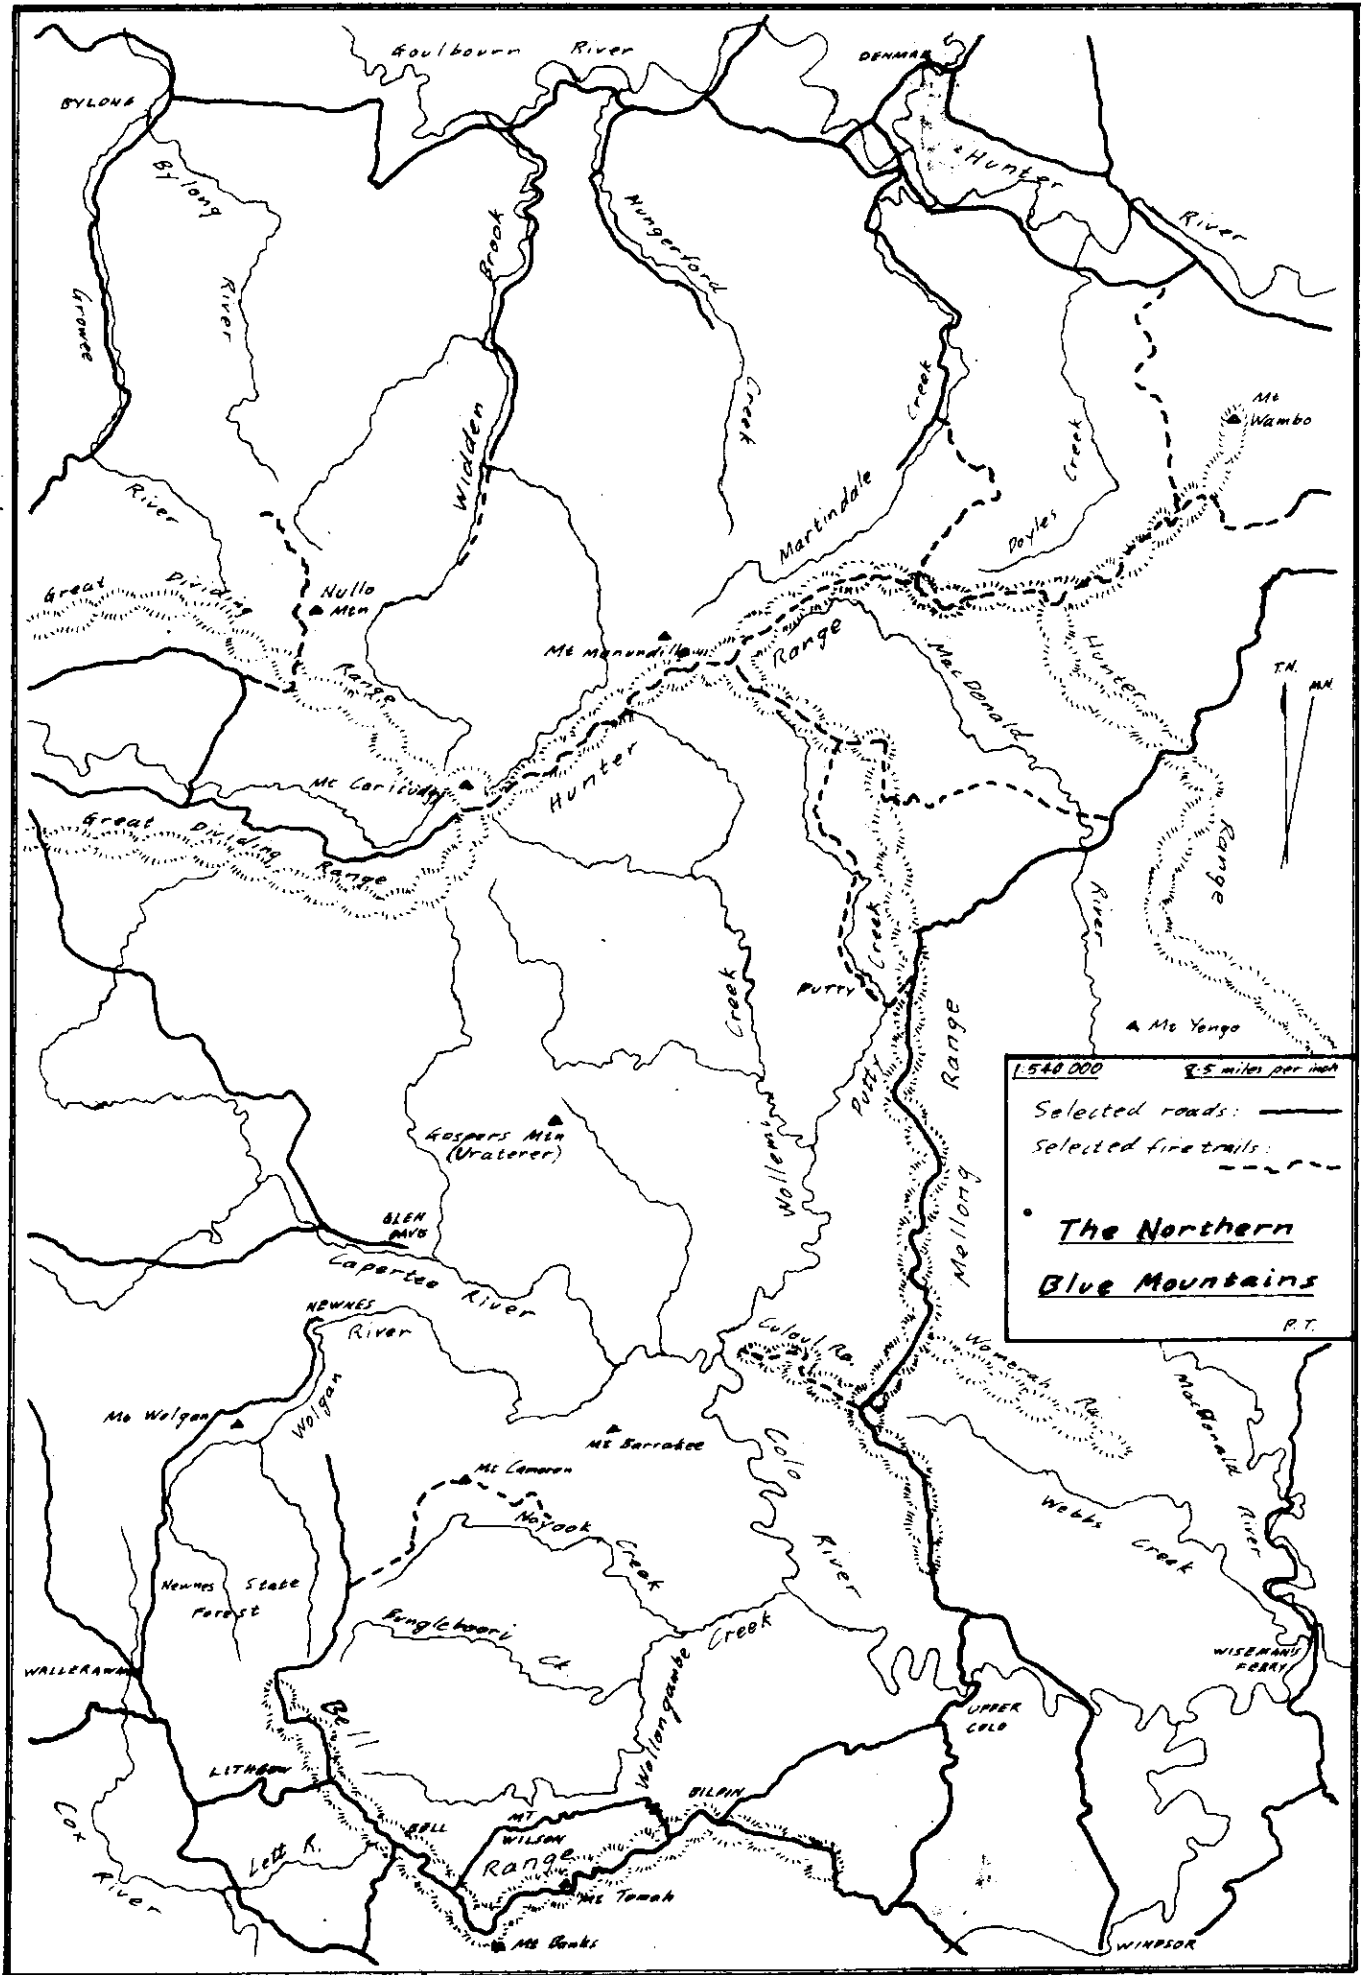 Goulbourn River
DENMAN
BYLONG
Bylong
River
Hunter
River
Brook
Hungerford
Creek
Growee
River
Widden
Creek
Martindale
Creek
Doyles
Mt
Wambo
Great Dividing
Range
Nullo
Mtn
Mt Monundilla
Range
MacDonald
River
Hunter
Range
T.N.
M.N.
Mt Coricudgy
Hunter
Great Dividing
Range
Creek
Wollemi
PUTTY
Creek
Putty
Range
Mellong
Mt Yengo
1:540 000 8.5 miles per inch
Selected roads:
Selected fire trails:
The Northern
Blue Mountains
P.T.
Gospers Mtn
(Uraterer)
GLEN
DAVIS
Capertee River
NEWNES
River
Wolgan
Culoul Ra.
Womerah
Ra.
MacDonald
River
Mt Wolgan
Mt Barrakee
Colo
River
Mt Cameron
Nayook
Creek
Webbs
Creek
Newnes State
Forest
Bungleboori
Ck.
Wollangambe
Creek
WALLERAWANG
WISEMAN'S
FERRY
Bell
UPPER
COLO
LITHGOW
BILPIN
BELL
MT
WILSON
Range
Cox
River
Lett R.
Mt Tomah
Mt Banks
WINDSOR